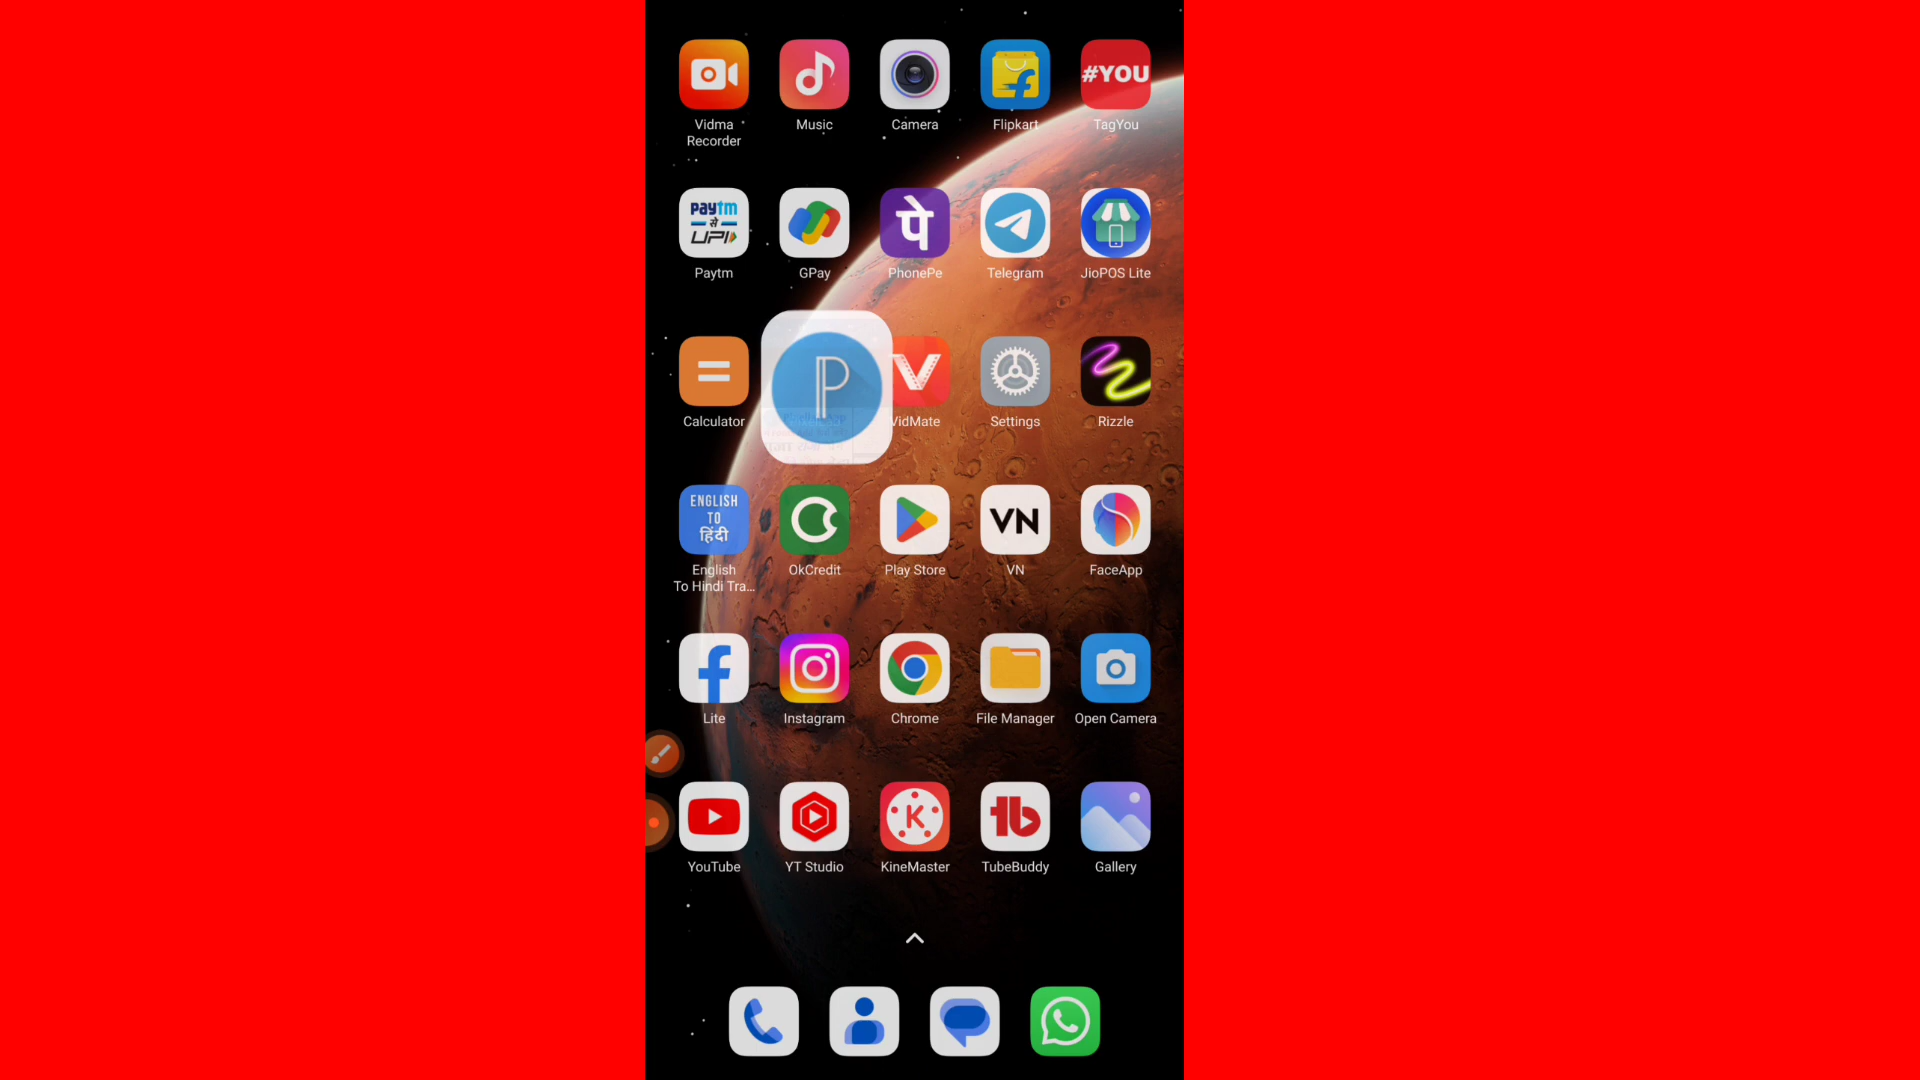 #YOU
Vidma
Recorder
Music
Camera
Flipkart
TagYou
paytm
से
UPI
पे
Paytm
GPay
PhonePe
Telegram
JioPOS Lite
P
Calculator
VidMate
Settings
Rizzle
ENGLISH
TO
हिंदी
VN
English
To Hindi Tra...
OkCredit
Play Store
VN
FaceApp
Lite
Instagram
Chrome
File Manager
Open Camera
K
tb
YouTube
YT Studio
KineMaster
TubeBuddy
Gallery